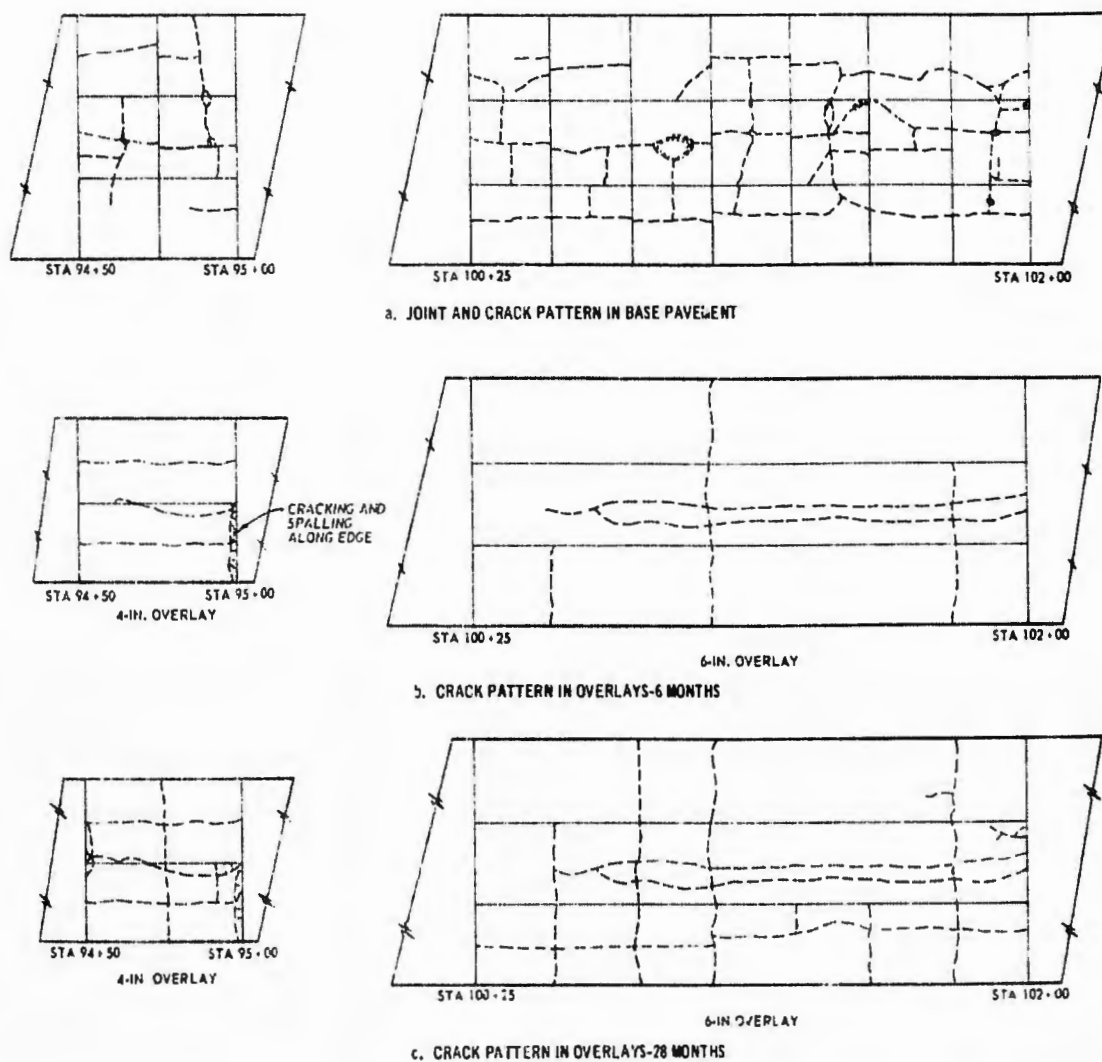 STA 94+50 STA 95+00 STA 100+25 STA 102+00
a. JOINT AND CRACK PATTERN IN BASE PAVEMENT
CRACKING AND
SPALLING
ALONG EDGE
STA 94+50 STA 95+00
4-IN. OVERLAY
STA 100+25 STA 102+00
6-IN. OVERLAY
b. CRACK PATTERN IN OVERLAYS-6 MONTHS
STA 94+50 STA 95+00
4-IN OVERLAY
STA 100+25 STA 102+00
6-IN. OVERLAY
c. CRACK PATTERN IN OVERLAYS-28 MONTHS